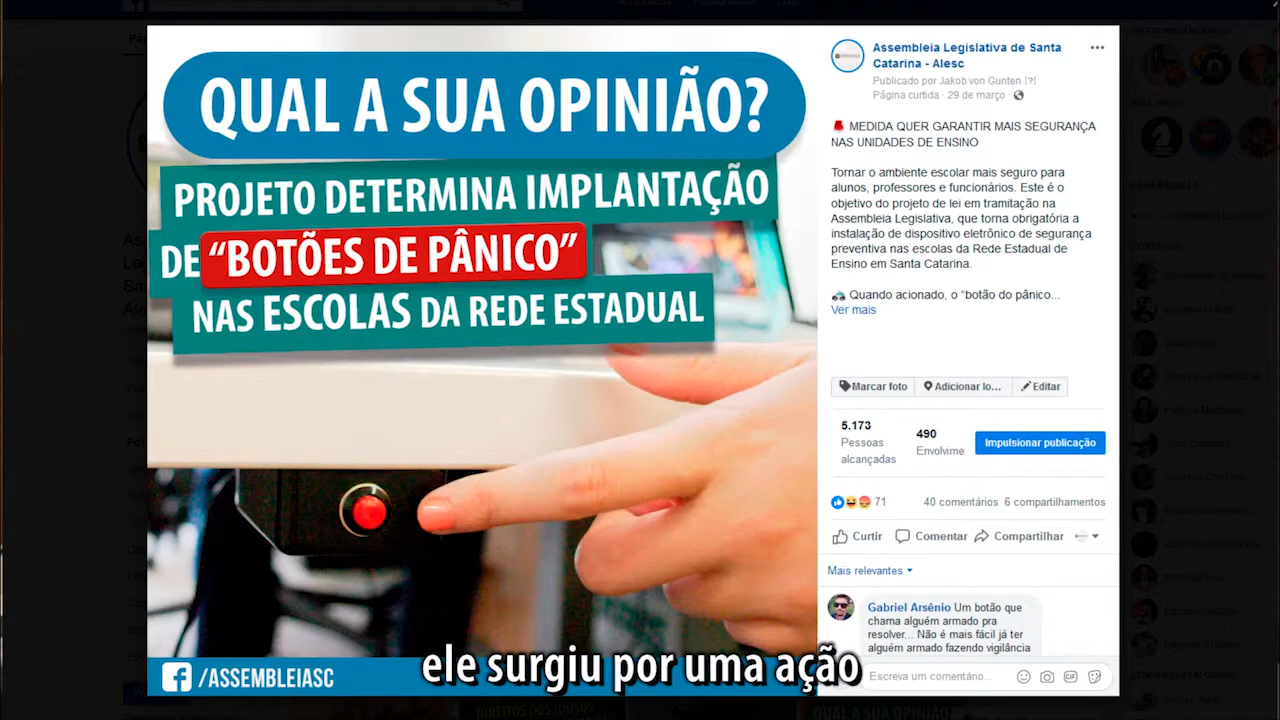 QUAL A SUA OPINIÃO?
PROJETO DETERMINA IMPLANTAÇÃO
DE “BOTÕES DE PÂNICO”
NAS ESCOLAS DA REDE ESTADUAL
/ASSEMBLEIASC
Assembleia Legislativa de Santa
Catarina - Alesc
Publicado por Jakob von Gunten [?]
Página curtida · 29 de março ·
MEDIDA QUER GARANTIR MAIS SEGURANÇA
NAS UNIDADES DE ENSINO
Tornar o ambiente escolar mais seguro para
alunos, professores e funcionários. Este é o
objetivo do projeto de lei em tramitação na
Assembleia Legislativa, que torna obrigatória a
instalação de dispositivo eletrônico de segurança
preventiva nas escolas da Rede Estadual de
Ensino em Santa Catarina.
Quando acionado, o “botão do pânico...
Ver mais
Marcar foto Adicionar lo... Editar
5.173
Pessoas
alcançadas
490
Envolvime
Impulsionar publicação
71 40 comentários 6 compartilhamentos
Curtir Comentar Compartilhar
Mais relevantes
Gabriel Arsênio Um botão que
chama alguém armado pra
resolver... Não é mais fácil já ter
alguém armado fazendo vigilância
Escreva um comentário... GIF
ele surgiu por uma ação